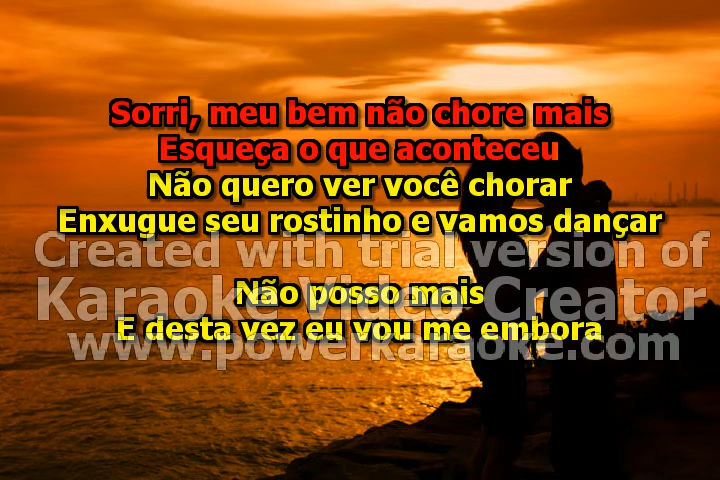 Sorri, meu bem não chore mais
Esqueça o que aconteceu
Não quero ver você chorar
Enxugue seu rostinho e vamos dançar
Created with trial version of
Não posso mais
Karaoke Video Creator
E desta vez eu vou me embora
www.powerkaraoke.com